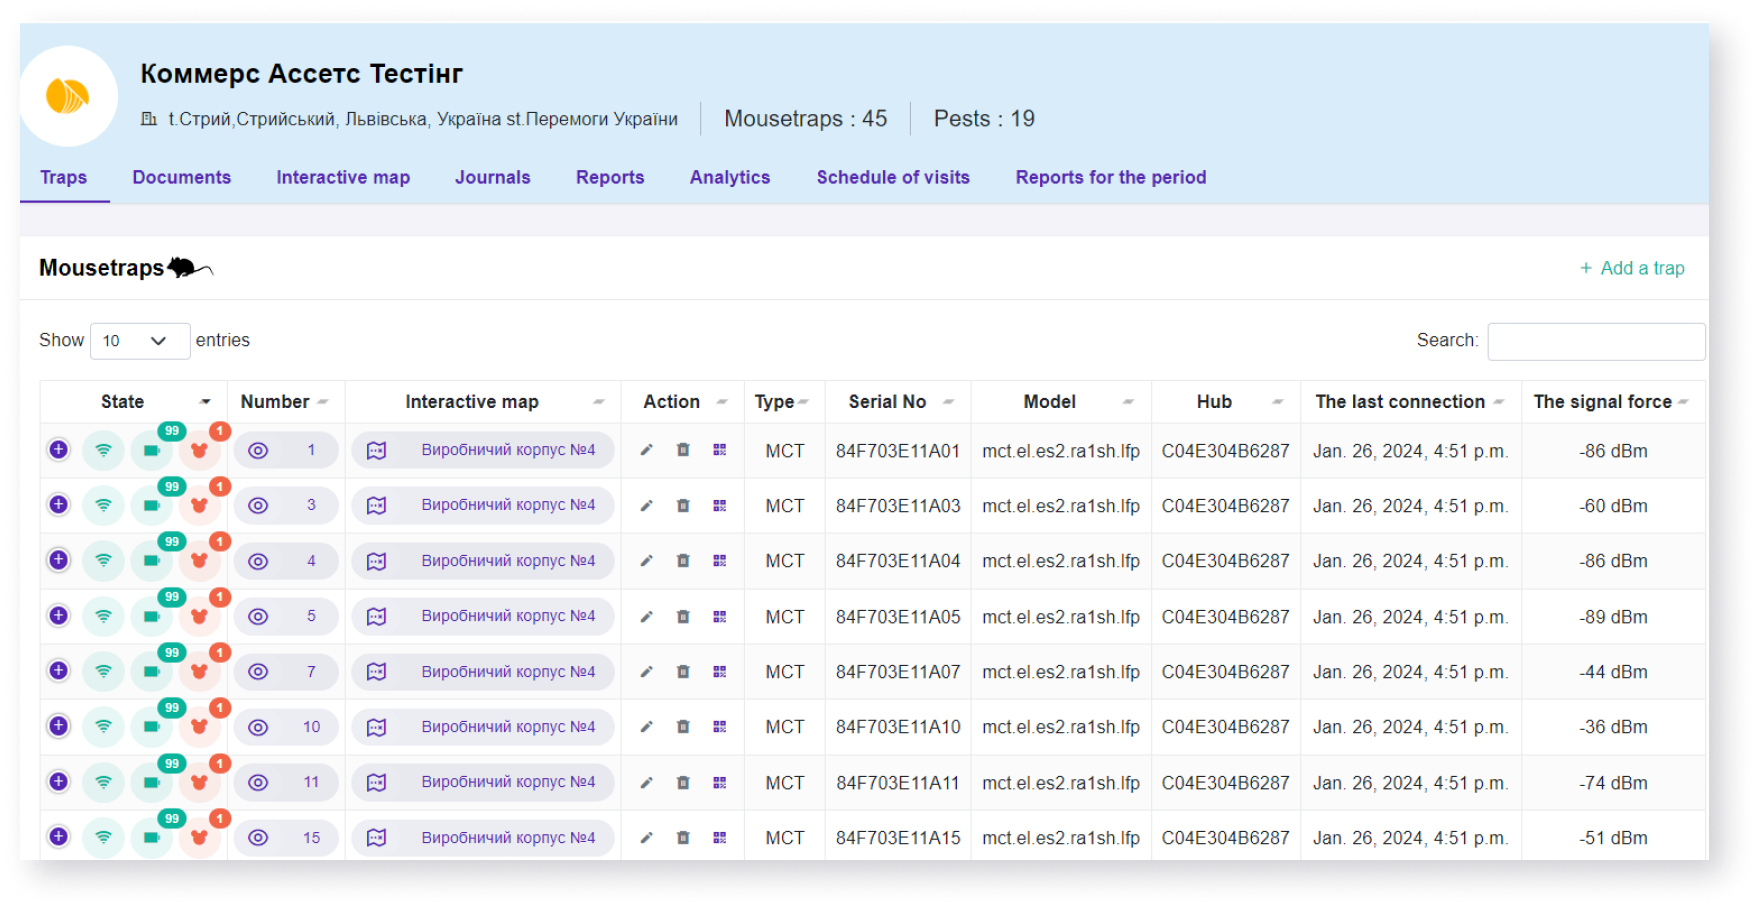 Коммерс Ассетс Тестінг
t.Стрий,Стрийський, Львівська, Україна st.Перемоги України Mousetraps : 45 Pests : 19
Traps Documents Interactive map Journals Reports Analytics Schedule of visits Reports for the period
Mousetraps + Add a trap
Show 10 entries Search:
State Number Interactive map Action Type Serial No Model Hub The last connection The signal force
99 1 1 Виробничий корпус №4 МСТ 84F703E11A01 mct.el.es2.ra1sh.lfp C04E304B6287 Jan. 26, 2024, 4:51 p.m. -86 dBm
99 1 3 Виробничий корпус №4 МСТ 84F703E11A03 mct.el.es2.ra1sh.lfp C04E304B6287 Jan. 26, 2024, 4:51 p.m. -60 dBm
99 1 4 Виробничий корпус №4 МСТ 84F703E11A04 mct.el.es2.ra1sh.lfp C04E304B6287 Jan. 26, 2024, 4:51 p.m. -86 dBm
99 1 5 Виробничий корпус №4 МСТ 84F703E11A05 mct.el.es2.ra1sh.lfp C04E304B6287 Jan. 26, 2024, 4:51 p.m. -89 dBm
99 1 7 Виробничий корпус №4 МСТ 84F703E11A07 mct.el.es2.ra1sh.lfp C04E304B6287 Jan. 26, 2024, 4:51 p.m. -44 dBm
99 1 10 Виробничий корпус №4 МСТ 84F703E11A10 mct.el.es2.ra1sh.lfp C04E304B6287 Jan. 26, 2024, 4:51 p.m. -36 dBm
99 1 11 Виробничий корпус №4 МСТ 84F703E11A11 mct.el.es2.ra1sh.lfp C04E304B6287 Jan. 26, 2024, 4:51 p.m. -74 dBm
99 1 15 Виробничий корпус №4 МСТ 84F703E11A15 mct.el.es2.ra1sh.lfp C04E304B6287 Jan. 26, 2024, 4:51 p.m. -51 dBm